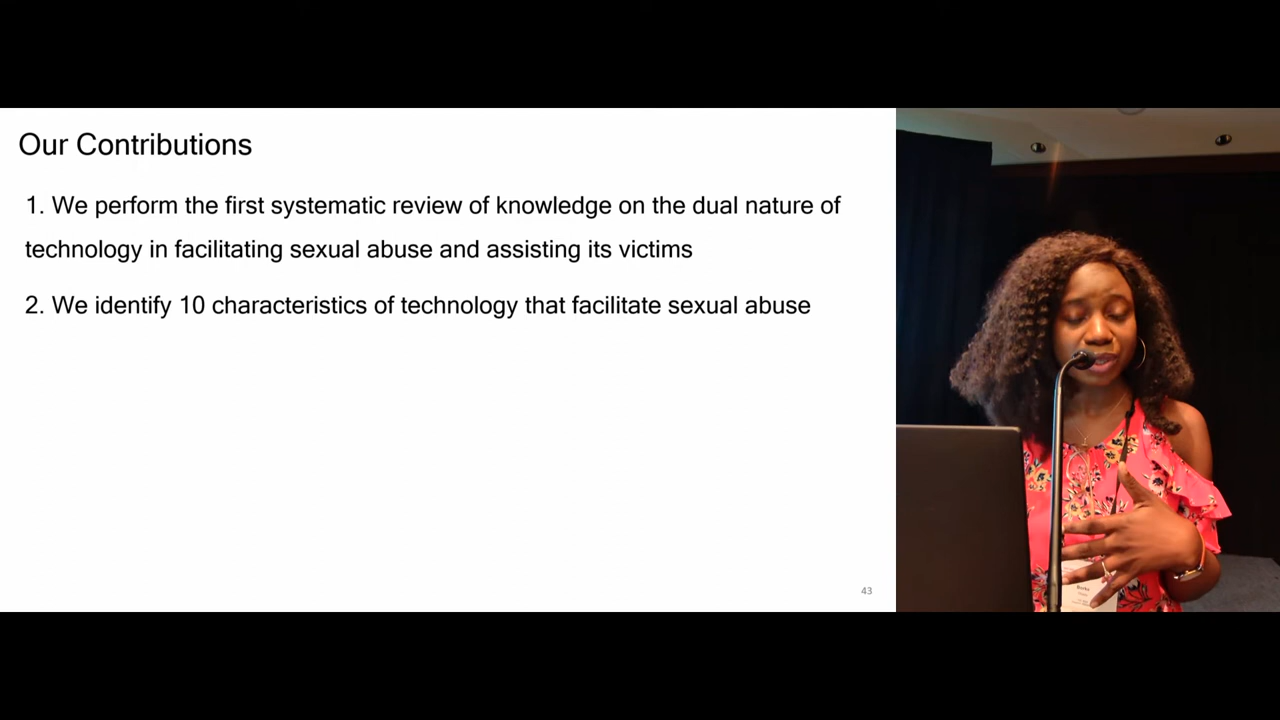 Our Contributions
1. We perform the first systematic review of knowledge on the dual nature of
technology in facilitating sexual abuse and assisting its victims
2. We identify 10 characteristics of technology that facilitate sexual abuse
43